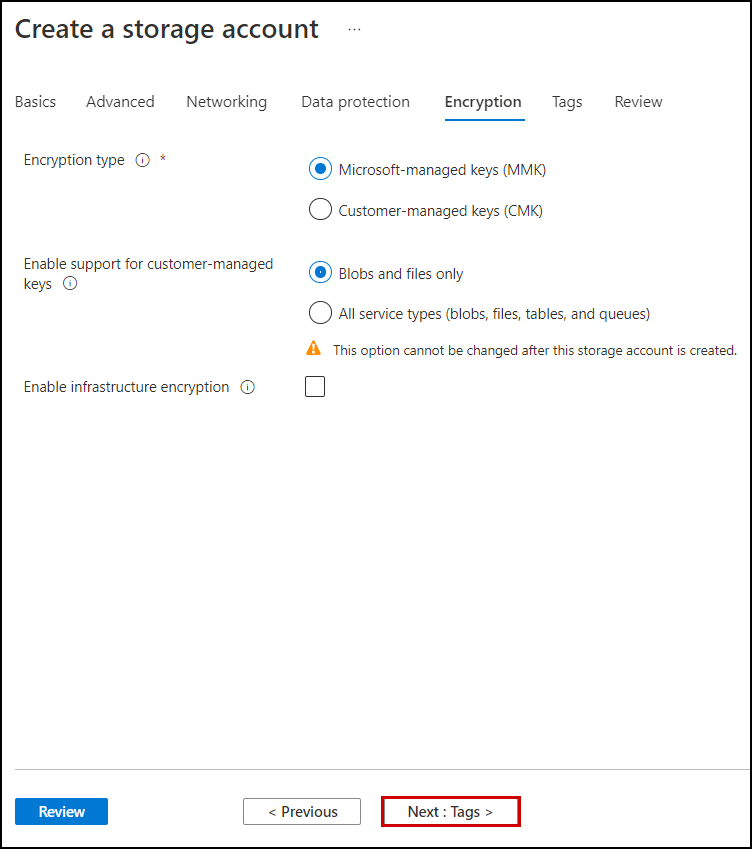 Create a storage account ...
Basics Advanced Networking Data protection Encryption Tags Review
Encryption type * Microsoft-managed keys (MMK)
Customer-managed keys (CMK)
Enable support for customer-managed
keys
Blobs and files only
All service types (blobs, files, tables, and queues)
This option cannot be changed after this storage account is created.
Enable infrastructure encryption
Review < Previous Next : Tags >